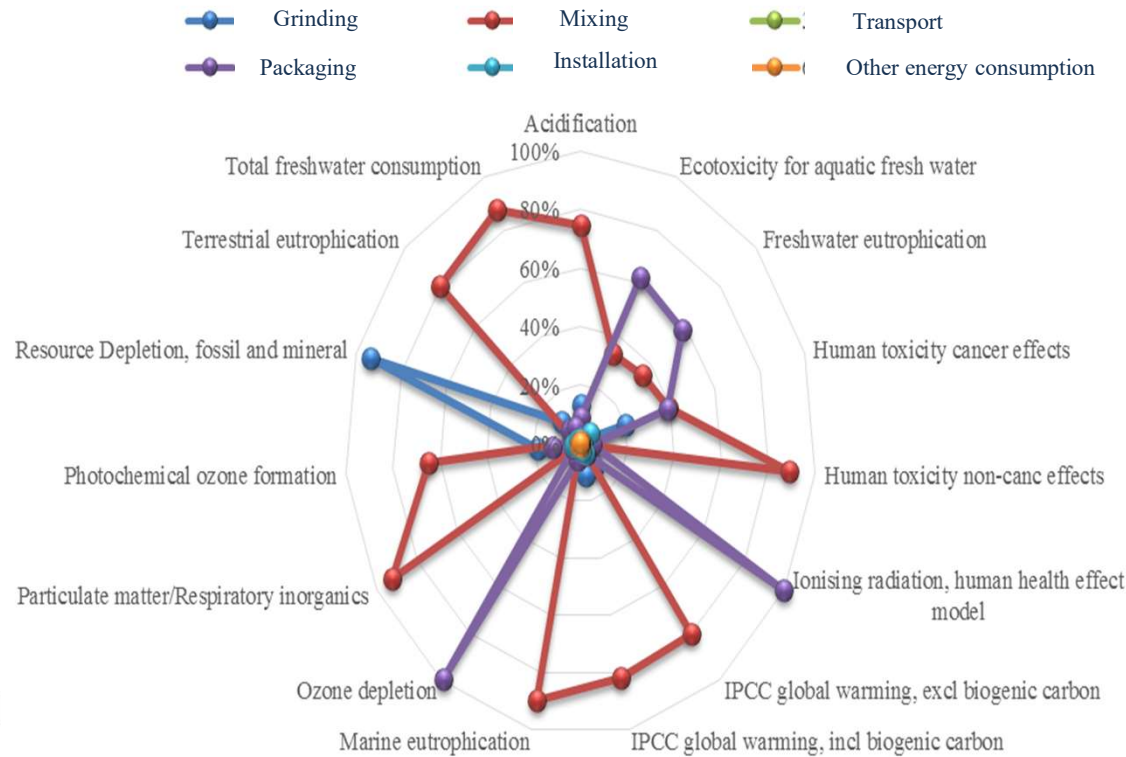 Grinding
Mixing
Transport
Packaging
Installation
Other energy consumption
Acidification
100%
Total freshwater consumption
Ecotoxicity for aquatic fresh water
80%
Terrestrial eutrophication
Freshwater eutrophication
60%
40%
Resource Depletion, fossil and mineral
Human toxicity cancer effects
20%
0%
Photochemical ozone formation
Human toxicity non-canc effects
Particulate matter/Respiratory inorganics
Ionising radiation, human health effect
model
Ozone depletion
IPCC global warming, excl biogenic carbon
Marine eutrophication
IPCC global warming, incl biogenic carbon